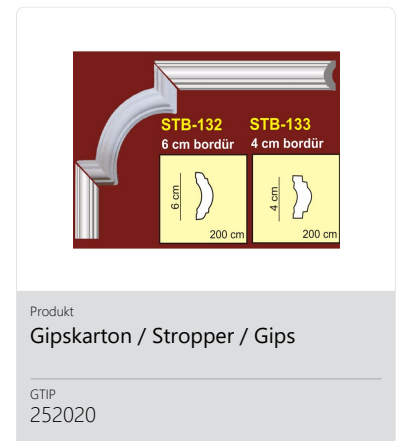 STB-132 STB-133
6 cm bordür 4 cm bordür
6 cm 4 cm
200 cm 200 cm
Produkt
Gipskarton / Stropper / Gips
GTIP
252020